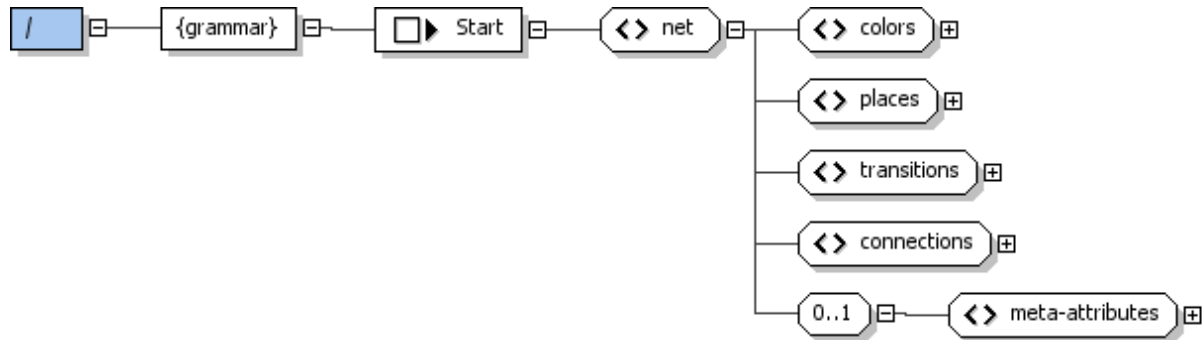 / {grammar} Start net colors
places
transitions
connections
0..1 meta-attributes